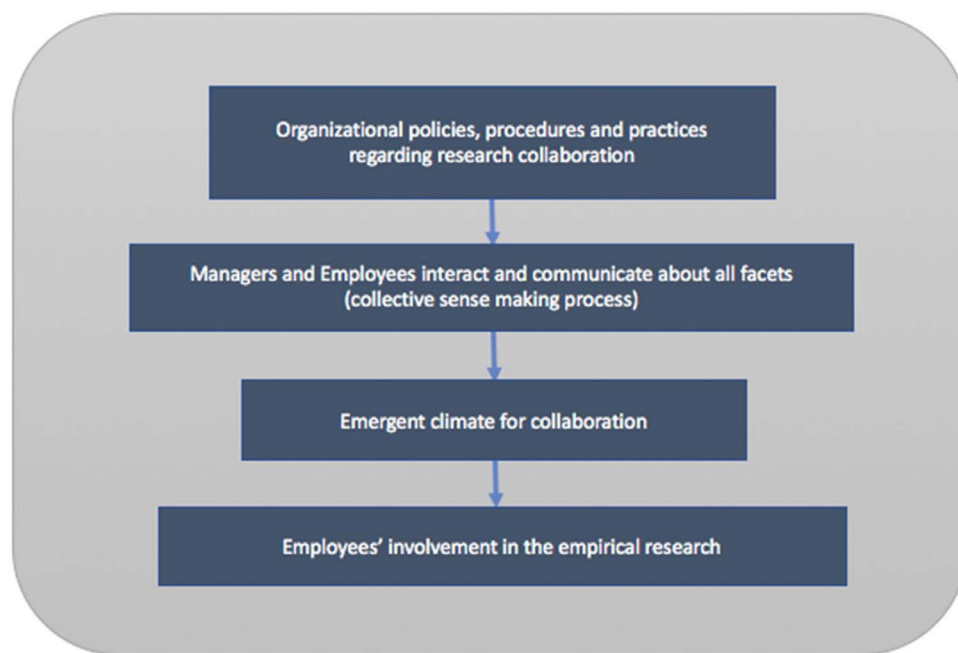 Organizational policies, procedures and practices
regarding research collaboration
Managers and Employees interact and communicate about all facets
(collective sense making process)
Emergent climate for collaboration
Employees’ involvement in the empirical research